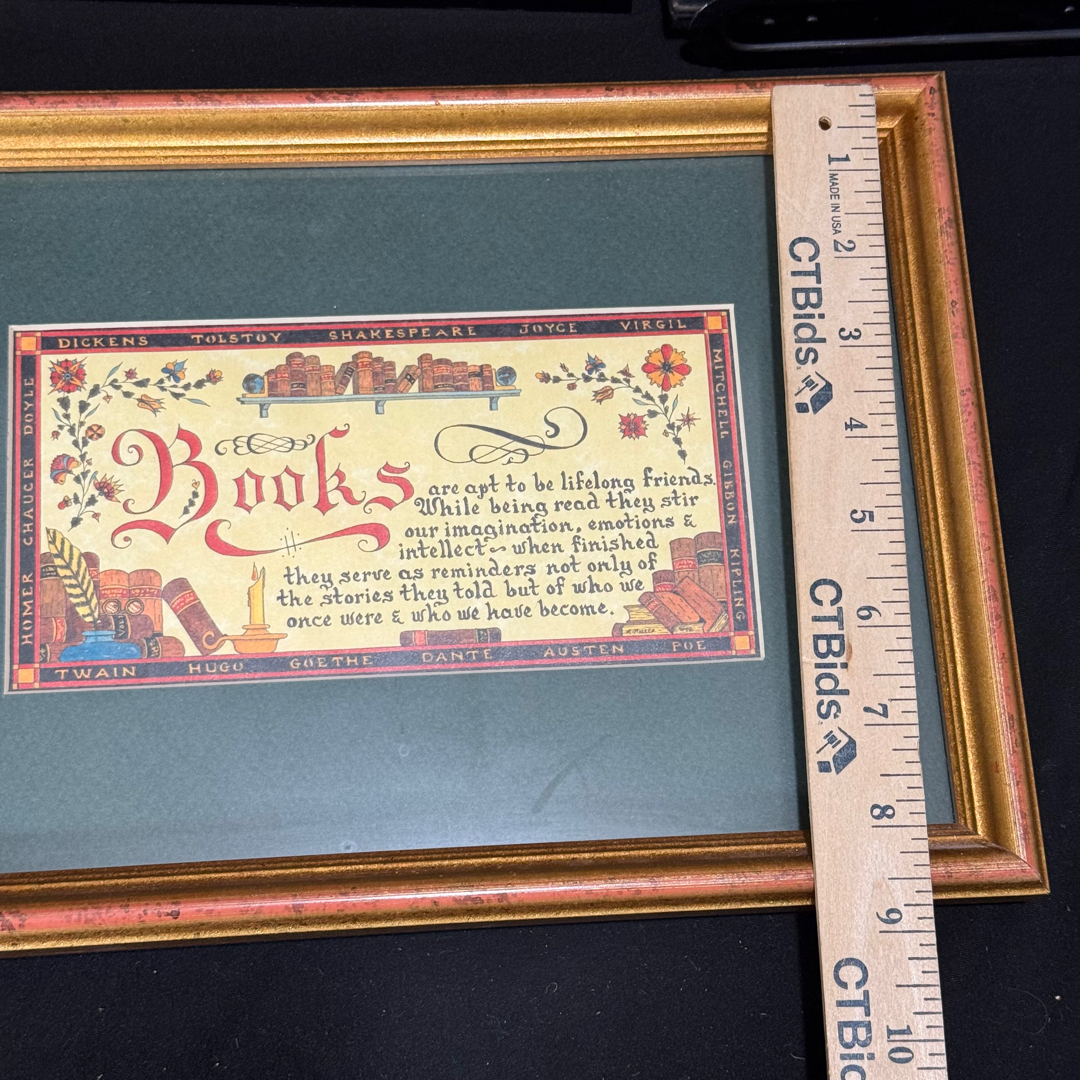 DICKENS TOLSTOY SHAKESPEARE JOYCE VIRGIL
MITCHELL GIBBON KIPLING
HOMER CHAUCER DOYLE
Books
are apt to be lifelong friends.
While being read they stir
our imagination, emotions &
intellect ~ when finished
they serve as reminders not only of
the stories they told but of who we
once were & who we have become.
TWAIN HUGO GOETHE DANTE AUSTEN POE
1
MADE IN USA
2
CTBids
3
4
5
CTBids
6
7
8
9
CTBid
10